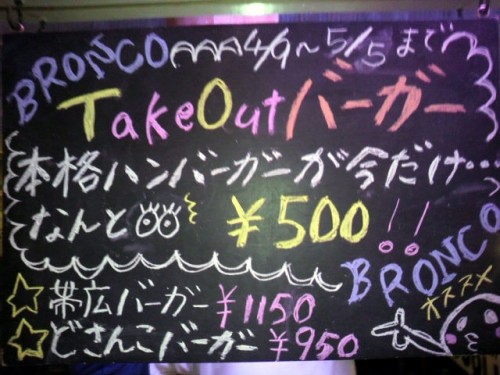 BRONCO 4/9～5/5まで
TakeOutバーガー
本格ハンバーガーが今だけ…
なんと ¥500!!
BRONCO
オススメ
☆帯広バーガー ¥1150
☆どさんこバーガー ¥950